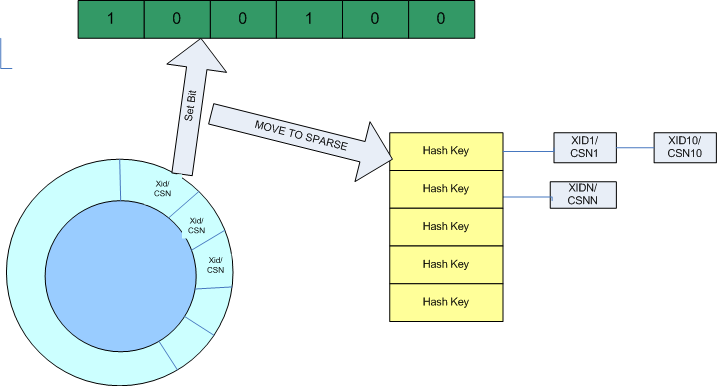 1 0 0 1 0 0
Set Bit
MOVE TO SPARSE
Hash Key
XID1/
CSN1
XID10/
CSN10
Hash Key
XIDN/
CSNN
Hash Key
Hash Key
Hash Key
Xid/
CSN
Xid/
CSN
Xid/
CSN